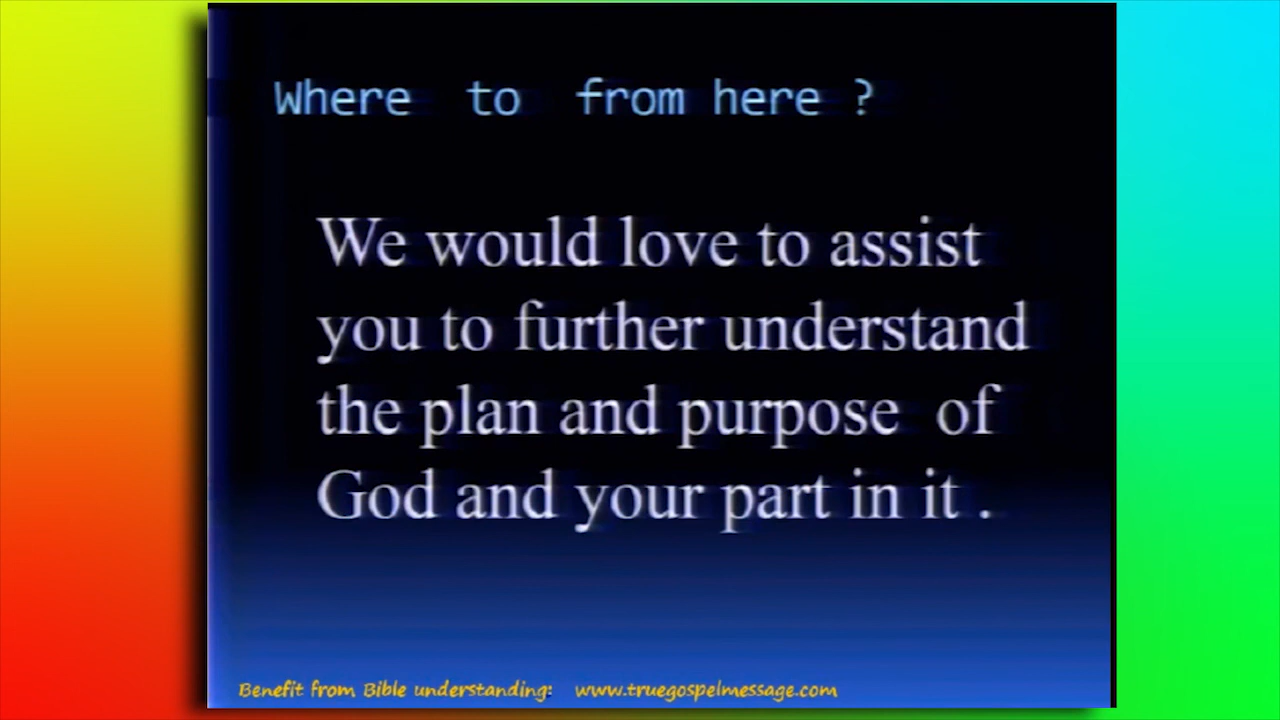 Where to from here ?
We would love to assist
you to further understand
the plan and purpose of
God and your part in it .
Benefit from Bible understanding: www.truegospelmessage.com